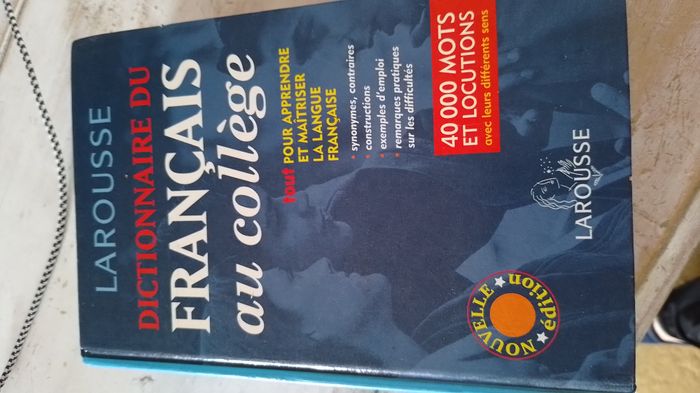 LAROUSSE
DICTIONNAIRE DU
FRANÇAIS
au collège
tout POUR APPRENDRE
ET MAÎTRISER
LA LANGUE
FRANÇAISE
• synonymes, contraires
• constructions
• exemples d'emploi
• remarques pratiques
sur les difficultés
40 000 MOTS
ET LOCUTIONS
avec leurs différents sens
NOUVELLE
édition
LAROUSSE